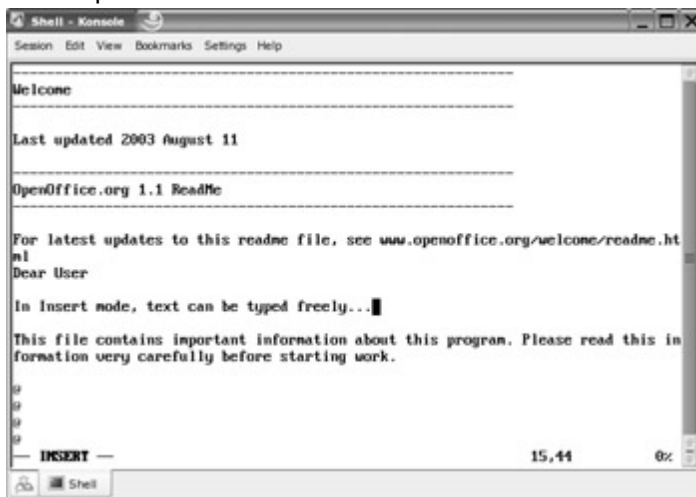 Shell - Konsole
Session Edit View Bookmarks Settings Help
------------------------------------------------------------
Welcome
------------------------------------------------------------
Last updated 2003 August 11
------------------------------------------------------------
OpenOffice.org 1.1 ReadMe
------------------------------------------------------------
For latest updates to this readme file, see www.openoffice.org/welcome/readme.ht
ml
Dear User
In Insert mode, text can be typed freely...
This file contains important information about this program. Please read this in
formation very carefully before starting work.
@
@
@
@
-- INSERT -- 15,44 0%
Shell